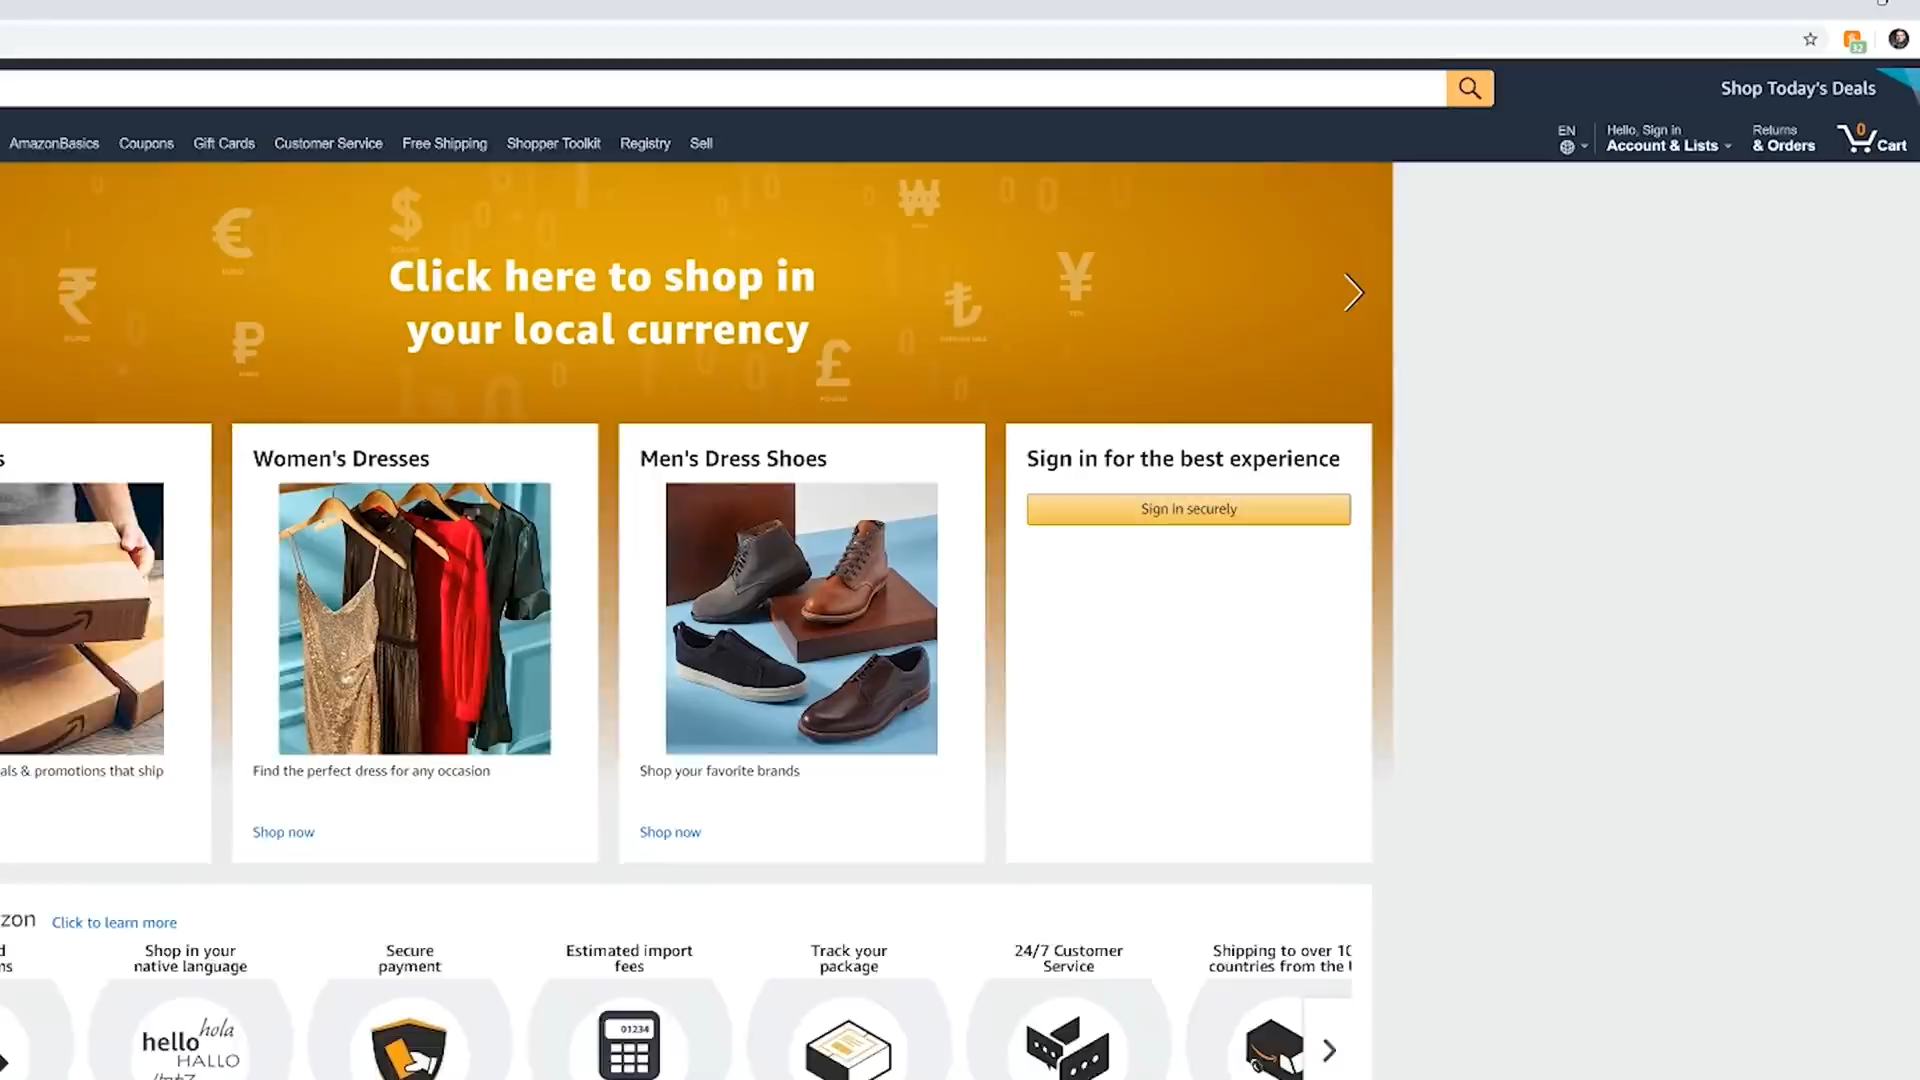 32
Shop Today's Deals
AmazonBasics Coupons Gift Cards Customer Service Free Shipping Shopper Toolkit Registry Sell
EN
Hello, Sign in
Account & Lists
Returns
& Orders
0
Cart
Click here to shop in
your local currency
s
Women's Dresses
Men's Dress Shoes
Sign in for the best experience
Sign in securely
als & promotions that ship
Find the perfect dress for any occasion
Shop your favorite brands
Shop now
Shop now
zon Click to learn more
Shop in your
native language
Secure
payment
Estimated import
fees
Track your
package
24/7 Customer
Service
Shipping to over 10
countries from the
hello hola
HALLO
01234